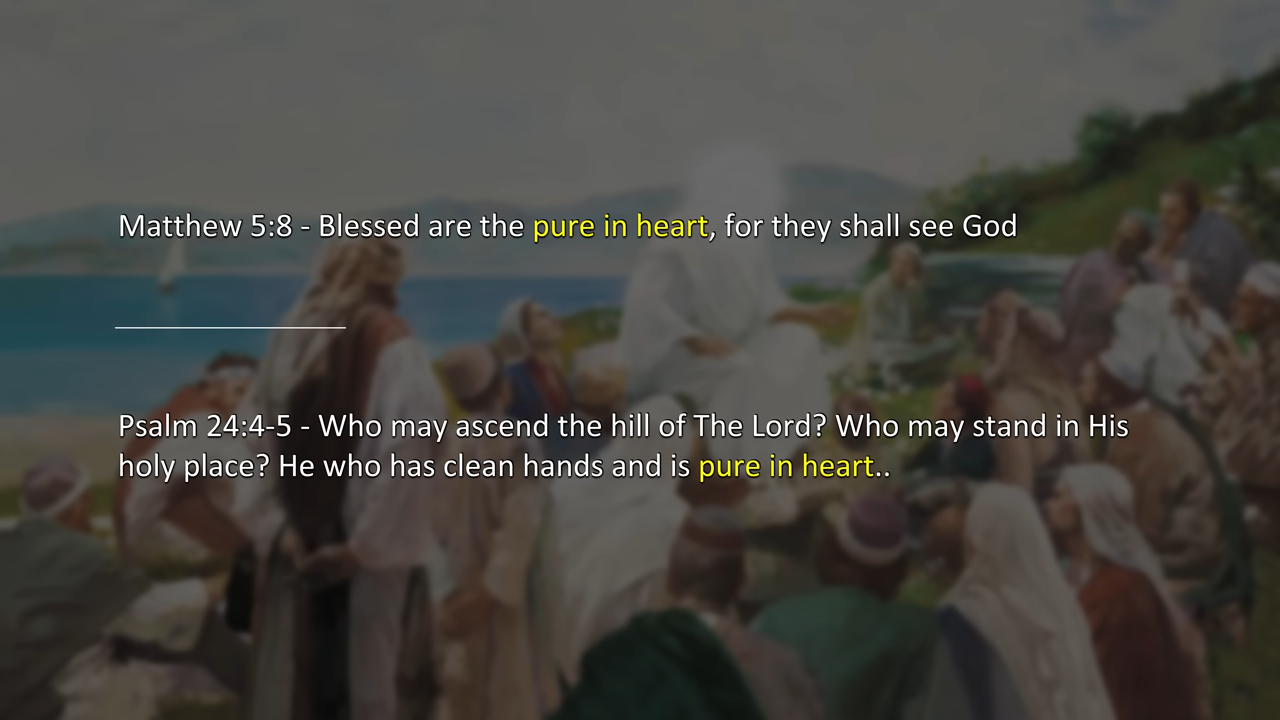 Matthew 5:8 - Blessed are the pure in heart, for they shall see God
Psalm 24:4-5 - Who may ascend the hill of The Lord? Who may stand in His
holy place? He who has clean hands and is pure in heart..